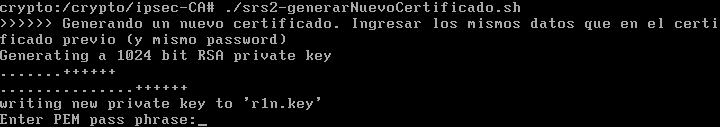 crypto:/crypto/ipsec-CA# ./srs2-generarNuevoCertificado.sh
>>>>>> Generando un nuevo certificado. Ingresar los mismos datos que en el certi
ficado previo (y mismo password)
Generating a 1024 bit RSA private key
.......++++++
...............++++++
writing new private key to 'r1n.key'
Enter PEM pass phrase:_